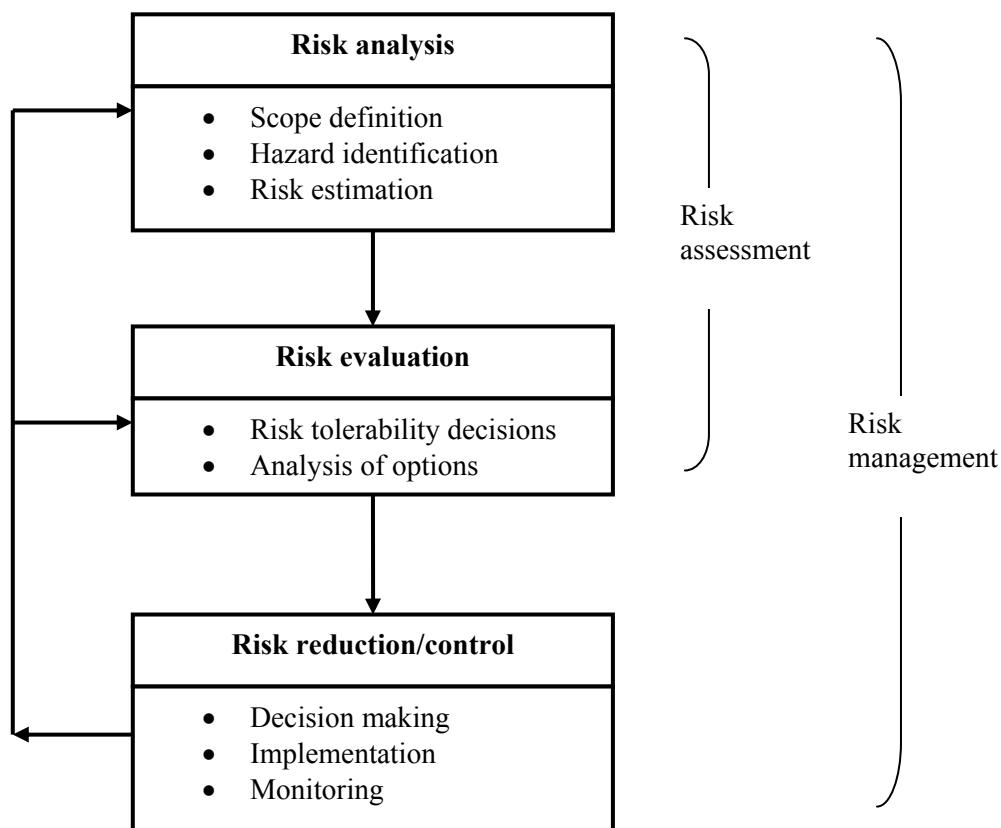 Risk analysis
• Scope definition
• Hazard identification
• Risk estimation
Risk
assessment
Risk evaluation
• Risk tolerability decisions
• Analysis of options
Risk
management
Risk reduction/control
• Decision making
• Implementation
• Monitoring